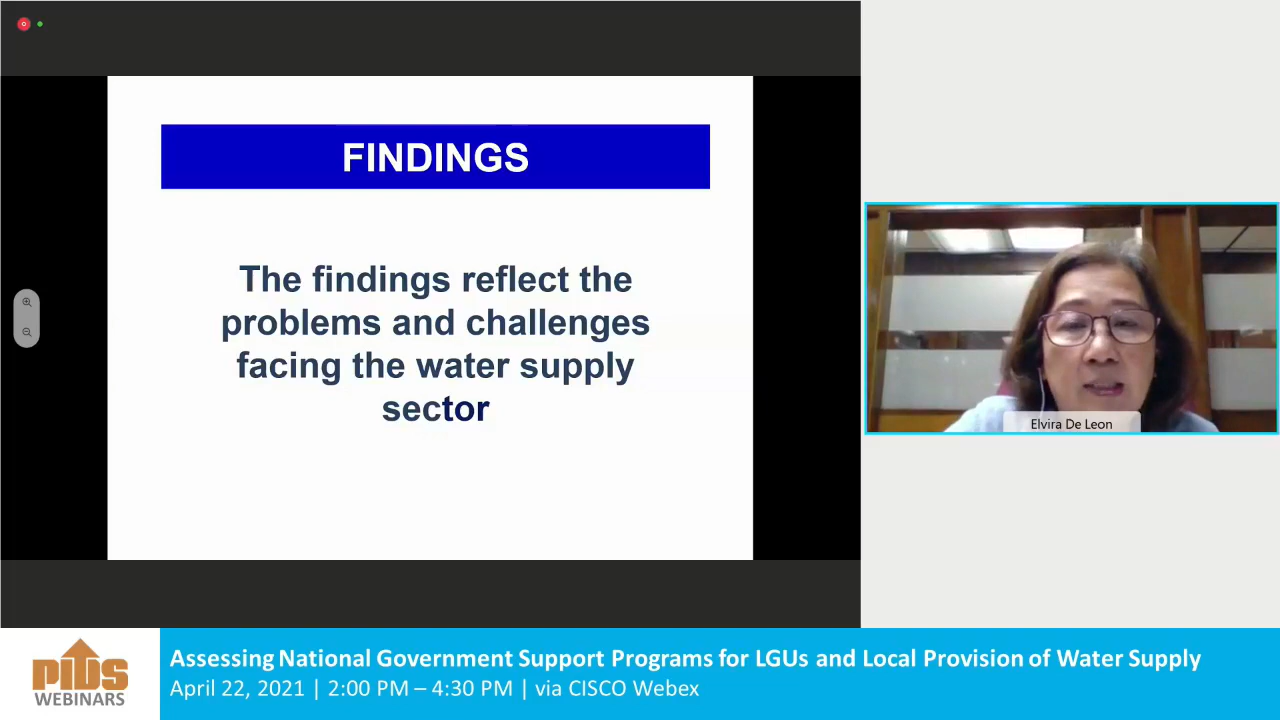 FINDINGS
The findings reflect the
problems and challenges
facing the water supply
sector
Elvira De Leon
PIDS
WEBINARS
Assessing National Government Support Programs for LGUs and Local Provision of Water Supply
April 22, 2021 | 2:00 PM – 4:30 PM | via CISCO Webex